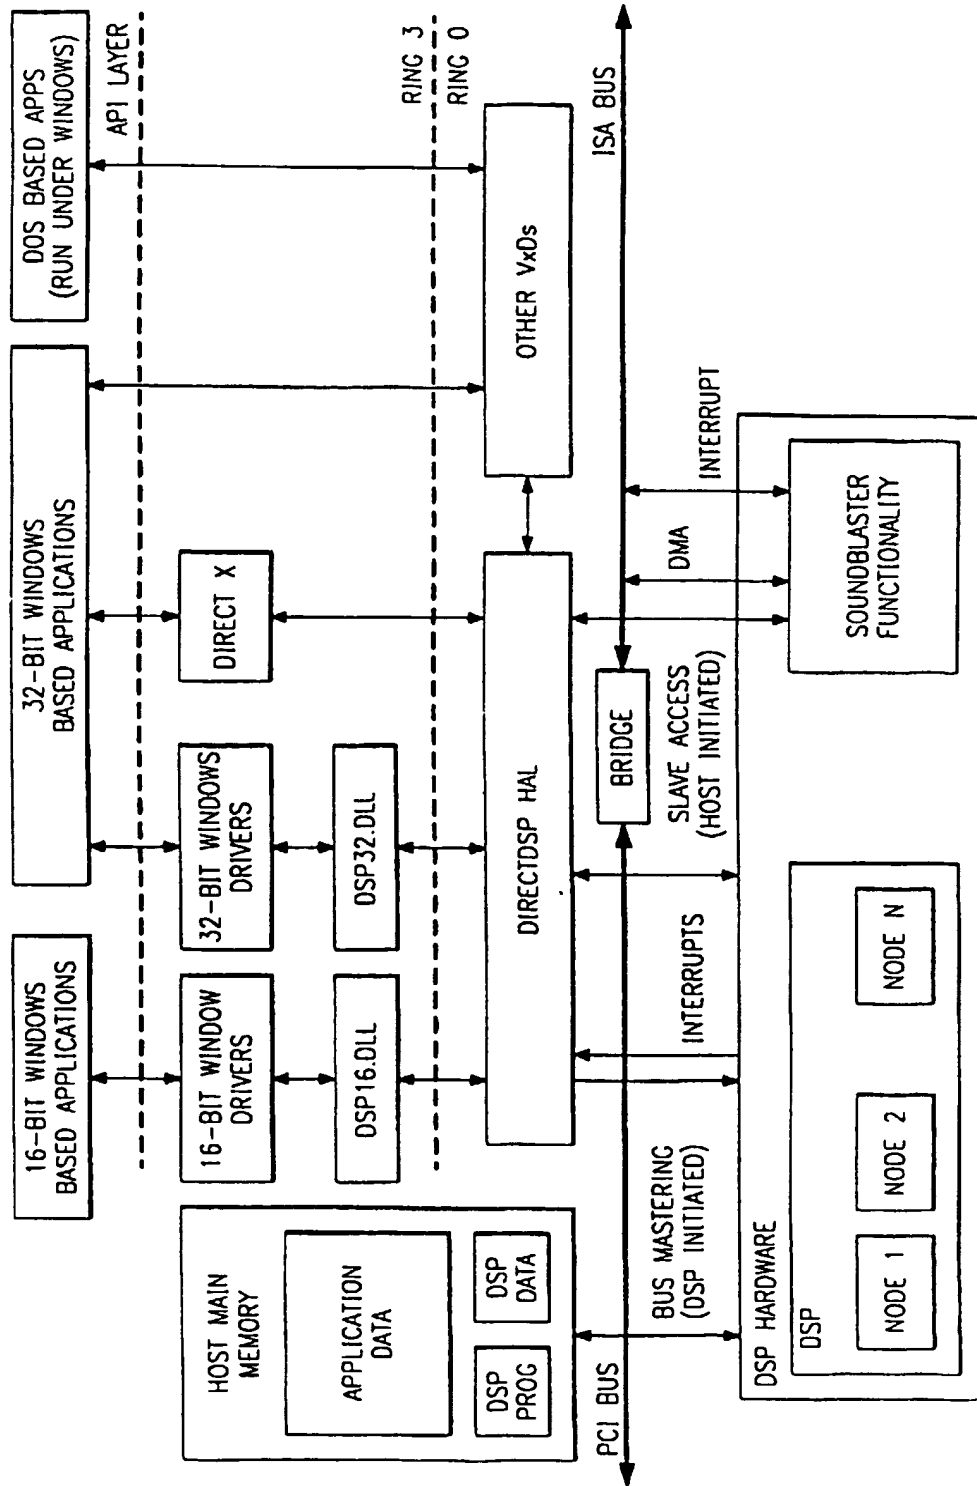 16-BIT WINDOWS
BASED APPLICATIONS
32-BIT WINDOWS
BASED APPLICATIONS
DOS BASED APPS
(RUN UNDER WINDOWS)
API LAYER
HOST MAIN
MEMORY
APPLICATION
DATA
DSP
PROG
DSP
DATA
16-BIT WINDOW
DRIVERS
32-BIT WINDOWS
DRIVERS
DIRECT X
DSP16.DLL
DSP32.DLL
RING 3
RING 0
DIRECTDSP HAL
OTHER VxDs
PCI BUS
BRIDGE
ISA BUS
BUS MASTERING
(DSP INITIATED)
INTERRUPTS
SLAVE ACCESS
(HOST INITIATED)
DMA
INTERRUPT
DSP HARDWARE
DSP
NODE 1
NODE 2
NODE N
SOUNDBLASTER
FUNCTIONALITY